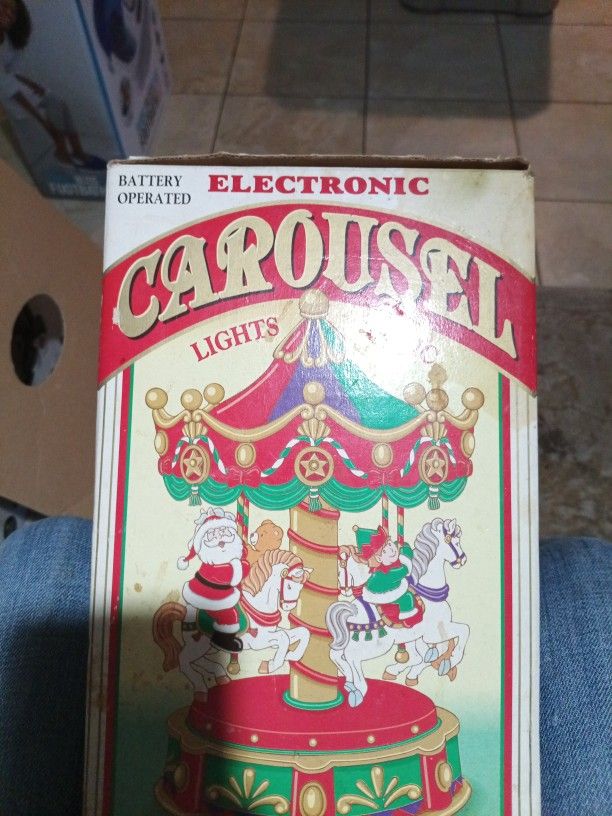 BATTERY
OPERATED
ELECTRONIC
CAROUSEL
LIGHTS